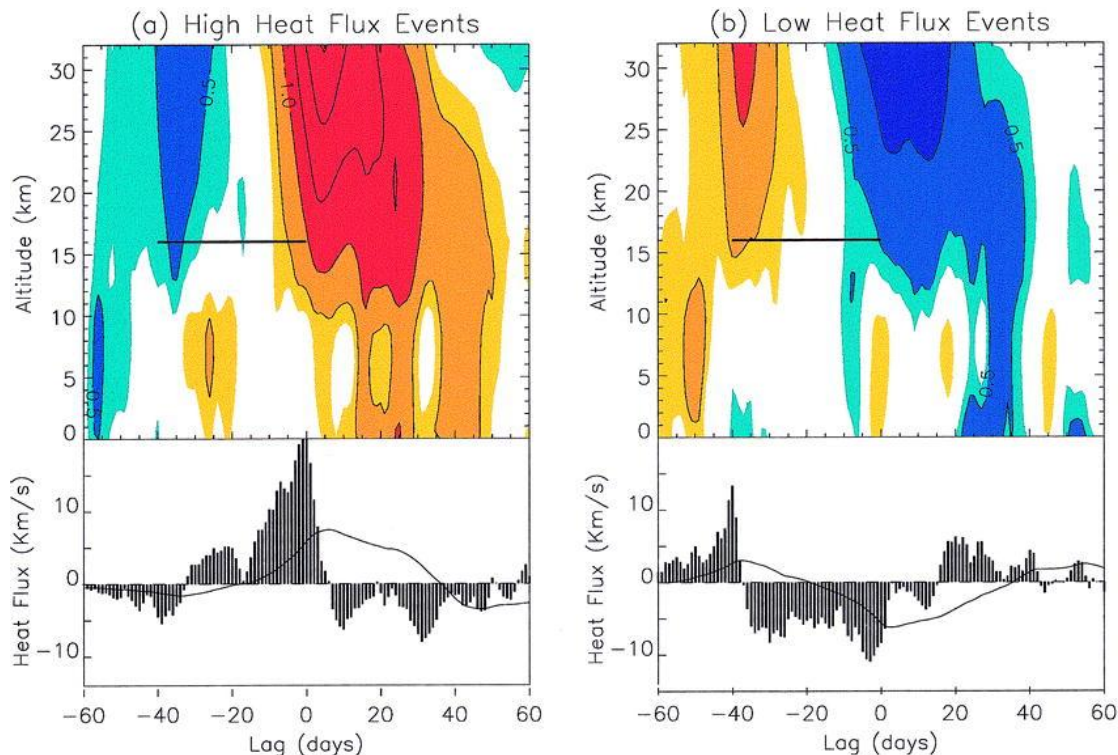 (a) High Heat Flux Events
(b) Low Heat Flux Events
30
25
20
15
10
5
0
Altitude (km)
0.5
1.0
0.5
30
25
20
15
10
5
0
Altitude (km)
0.5
0.5
0.5
10
0
-10
Heat Flux (Km/s)
10
0
-10
Heat Flux (Km/s)
-60 -40 -20 0 20 40 60
Lag (days)
-60 -40 -20 0 20 40 60
Lag (days)